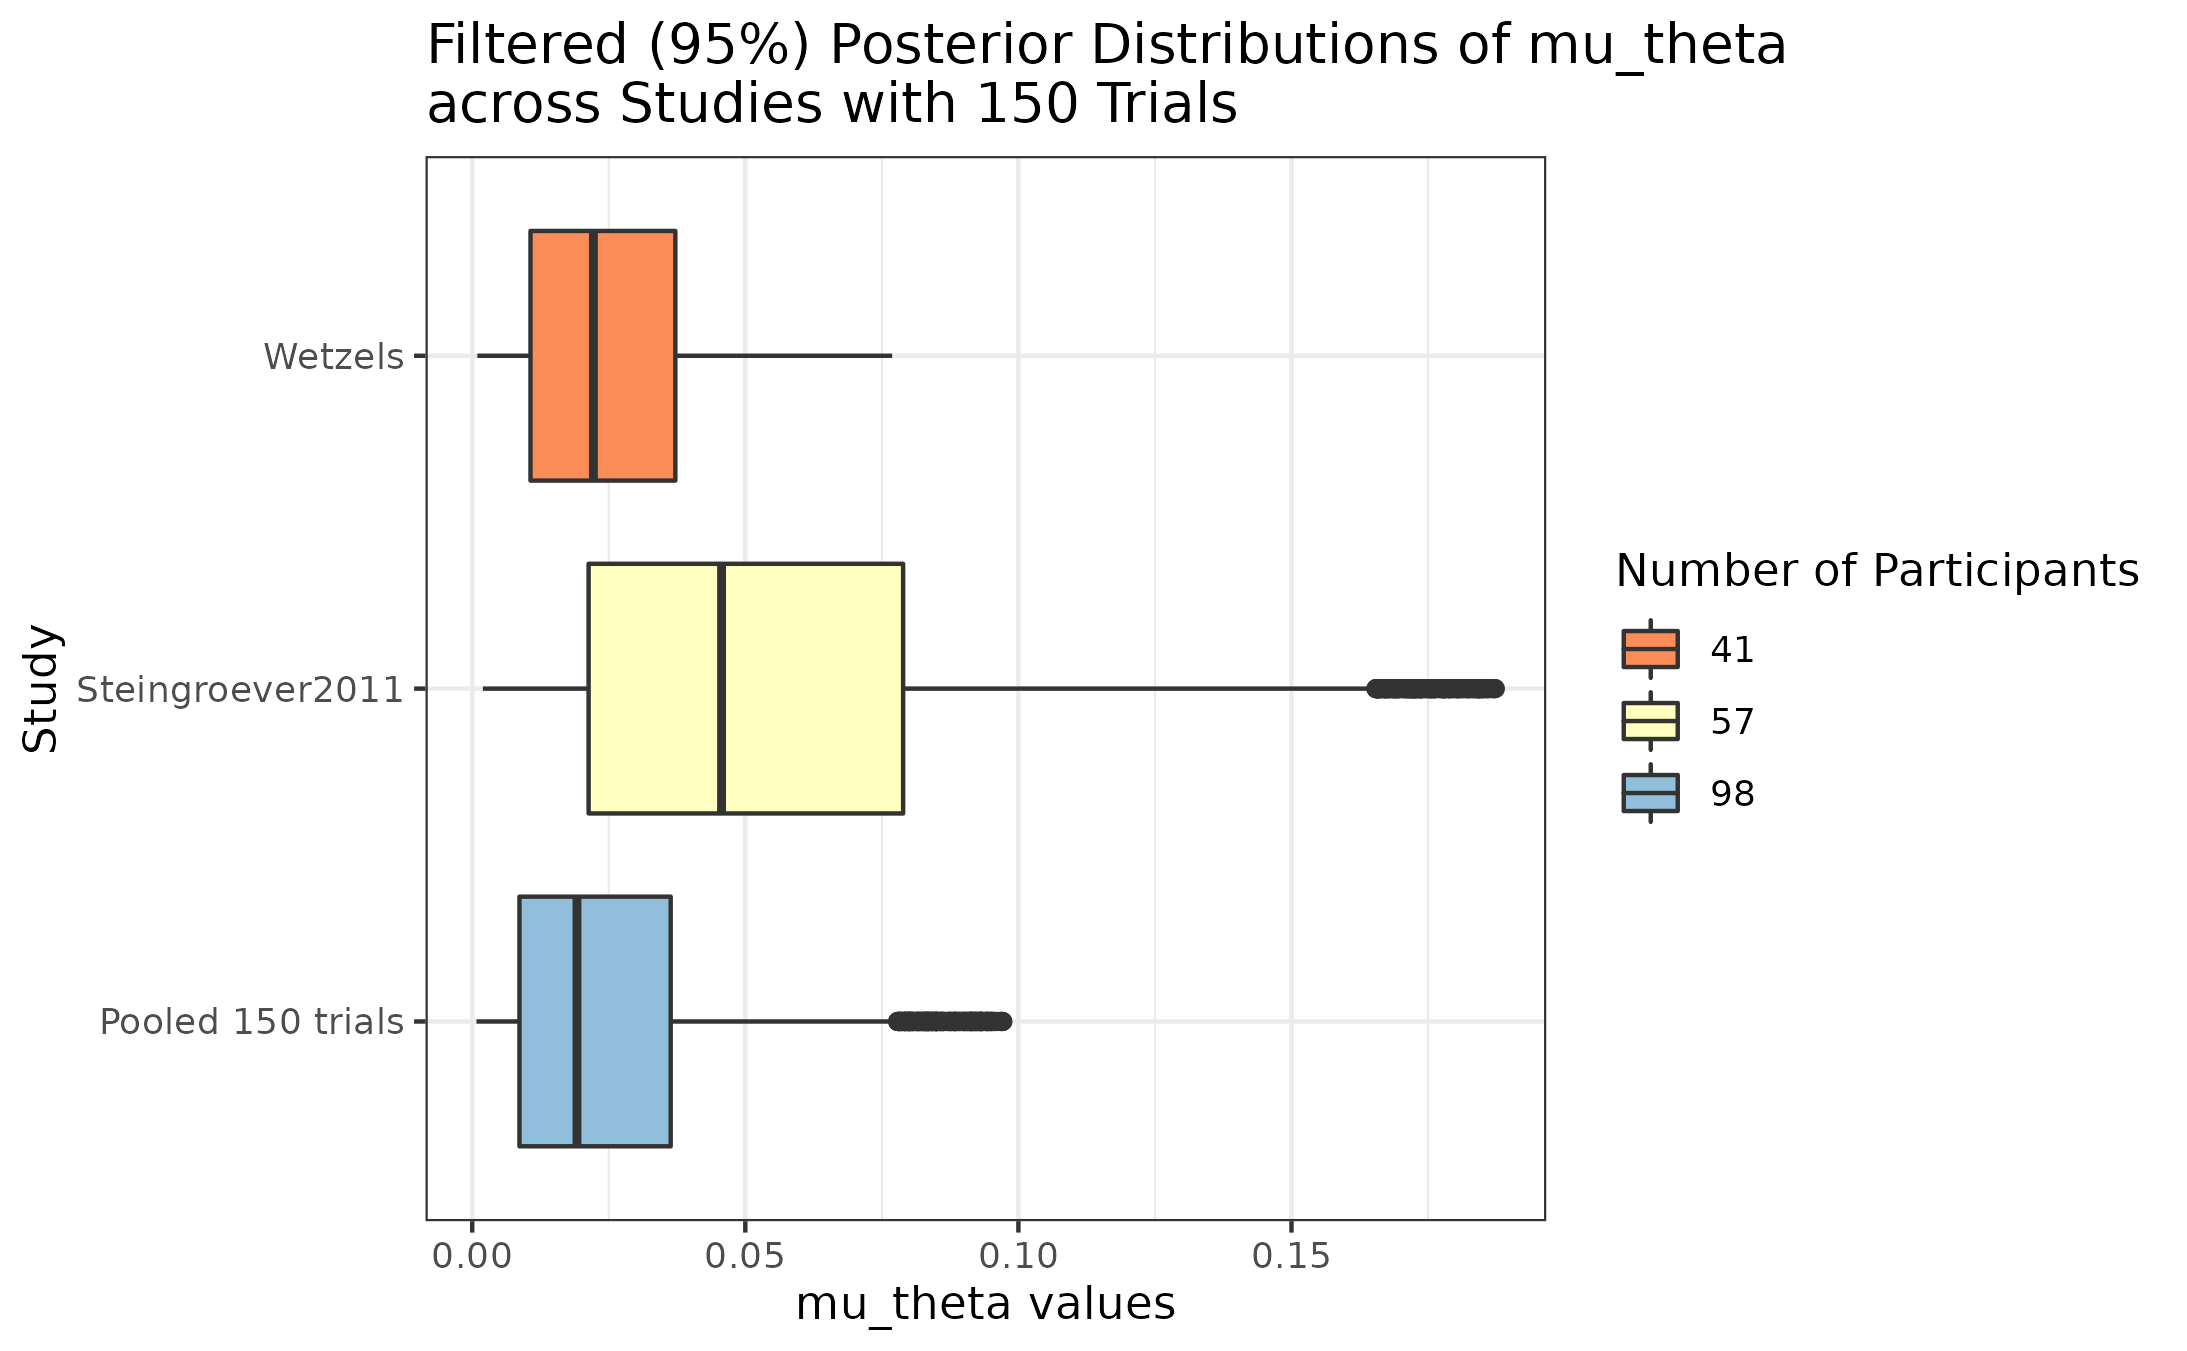 Filtered (95%) Posterior Distributions of mu_theta
across Studies with 150 Trials
Study
Wetzels
Steingroever2011
Pooled 150 trials
0.00
0.05
0.10
0.15
mu_theta values
Number of Participants
41
57
98